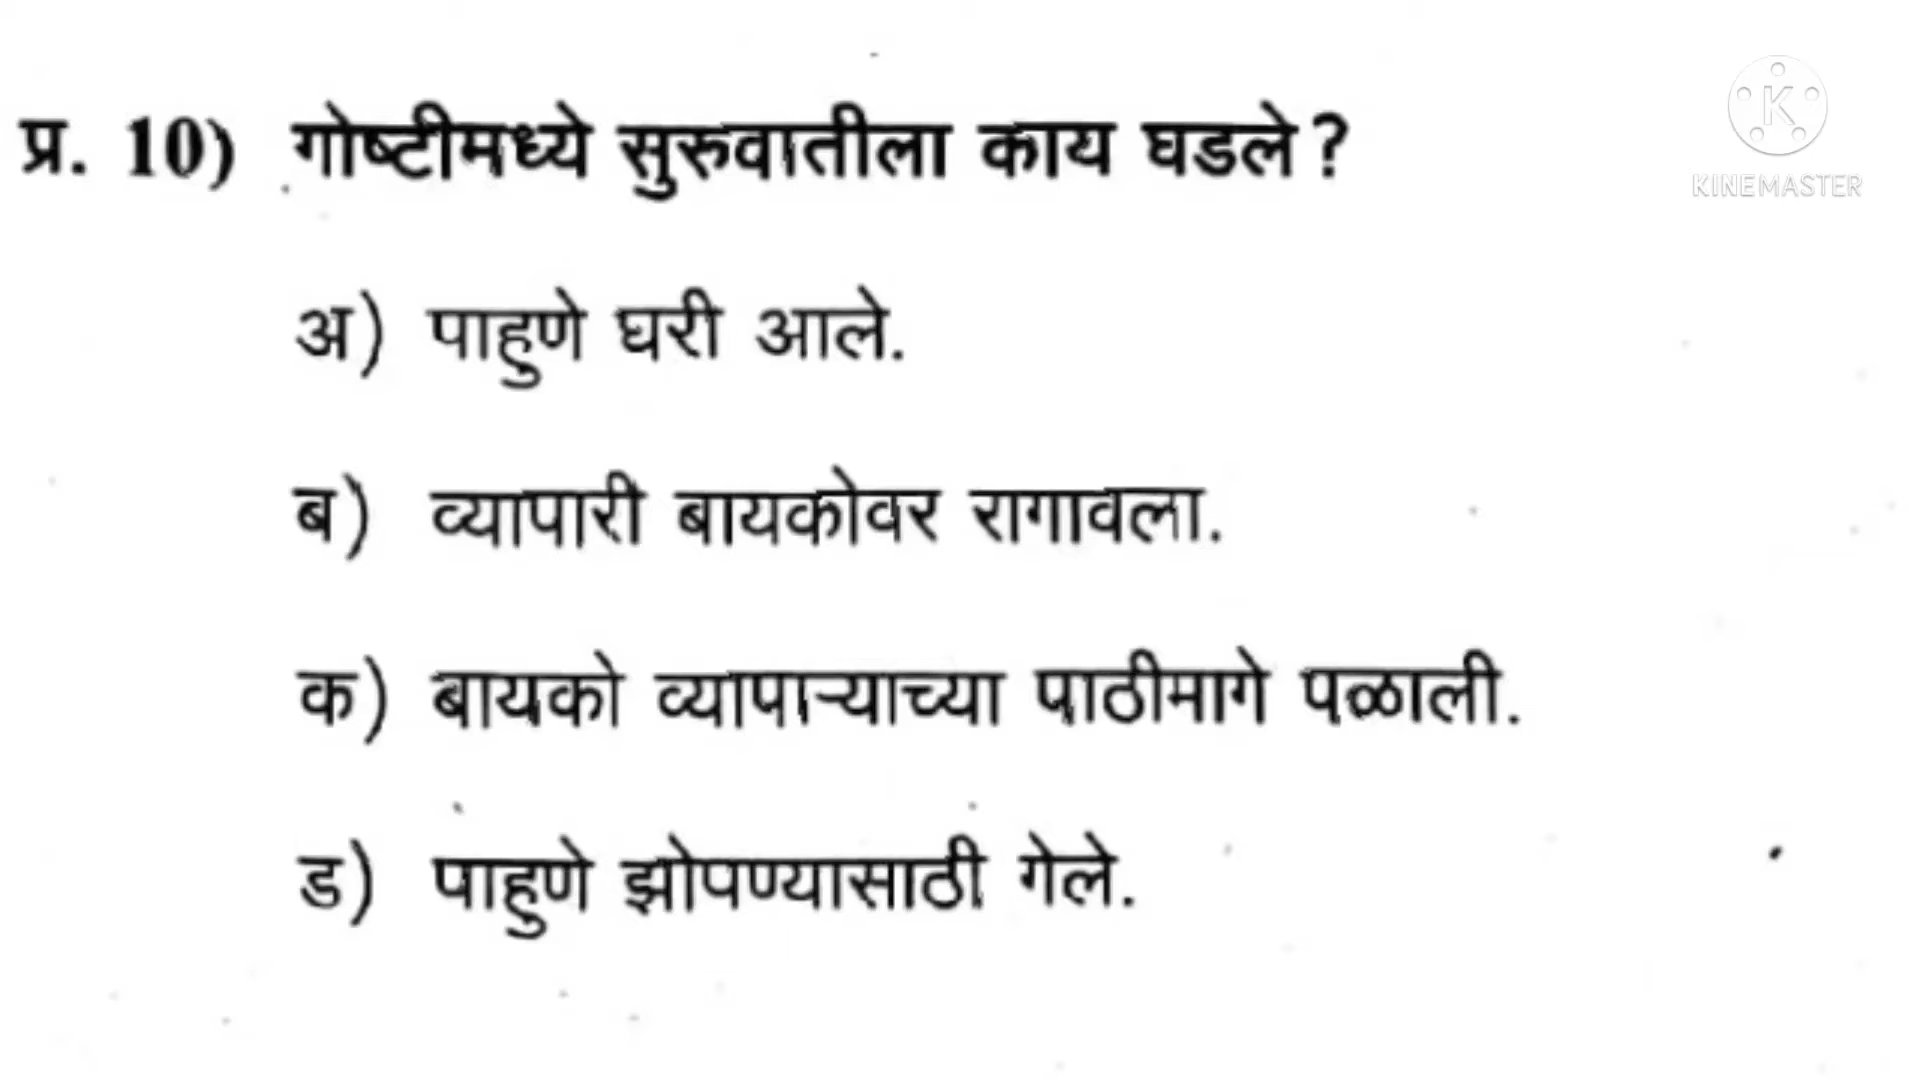 प्र. 10) गोष्टीमध्ये सुरुवातीला काय घडले?
K
KINEMASTER
अ) पाहुणे घरी आले.
ब) व्यापारी बायकोवर रागावला.
क) बायको व्यापाऱ्याच्या पाठीमागे पळाली.
ड) पाहुणे झोपण्यासाठी गेले.